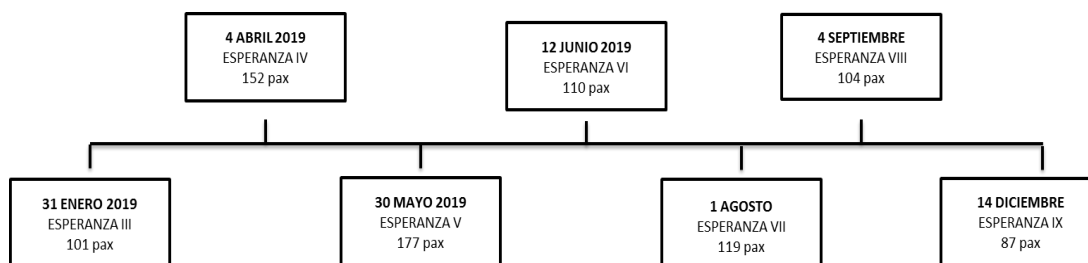 4 ABRIL 2019
ESPERANZA IV
152 pax
12 JUNIO 2019
ESPERANZA VI
110 pax
4 SEPTIEMBRE
ESPERANZA VIII
104 pax
31 ENERO 2019
ESPERANZA III
101 pax
30 MAYO 2019
ESPERANZA V
177 pax
1 AGOSTO
ESPERANZA VII
119 pax
14 DICIEMBRE
ESPERANZA IX
87 pax